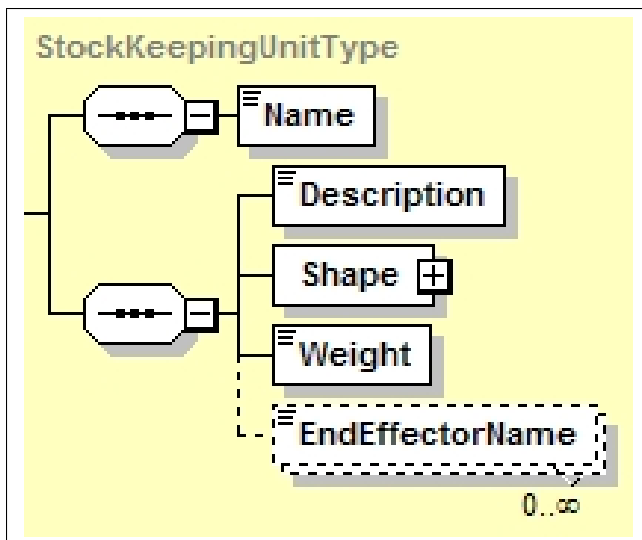 StockKeepingUnitType
Name
Description
Shape
Weight
EndEffectorName
0..∞